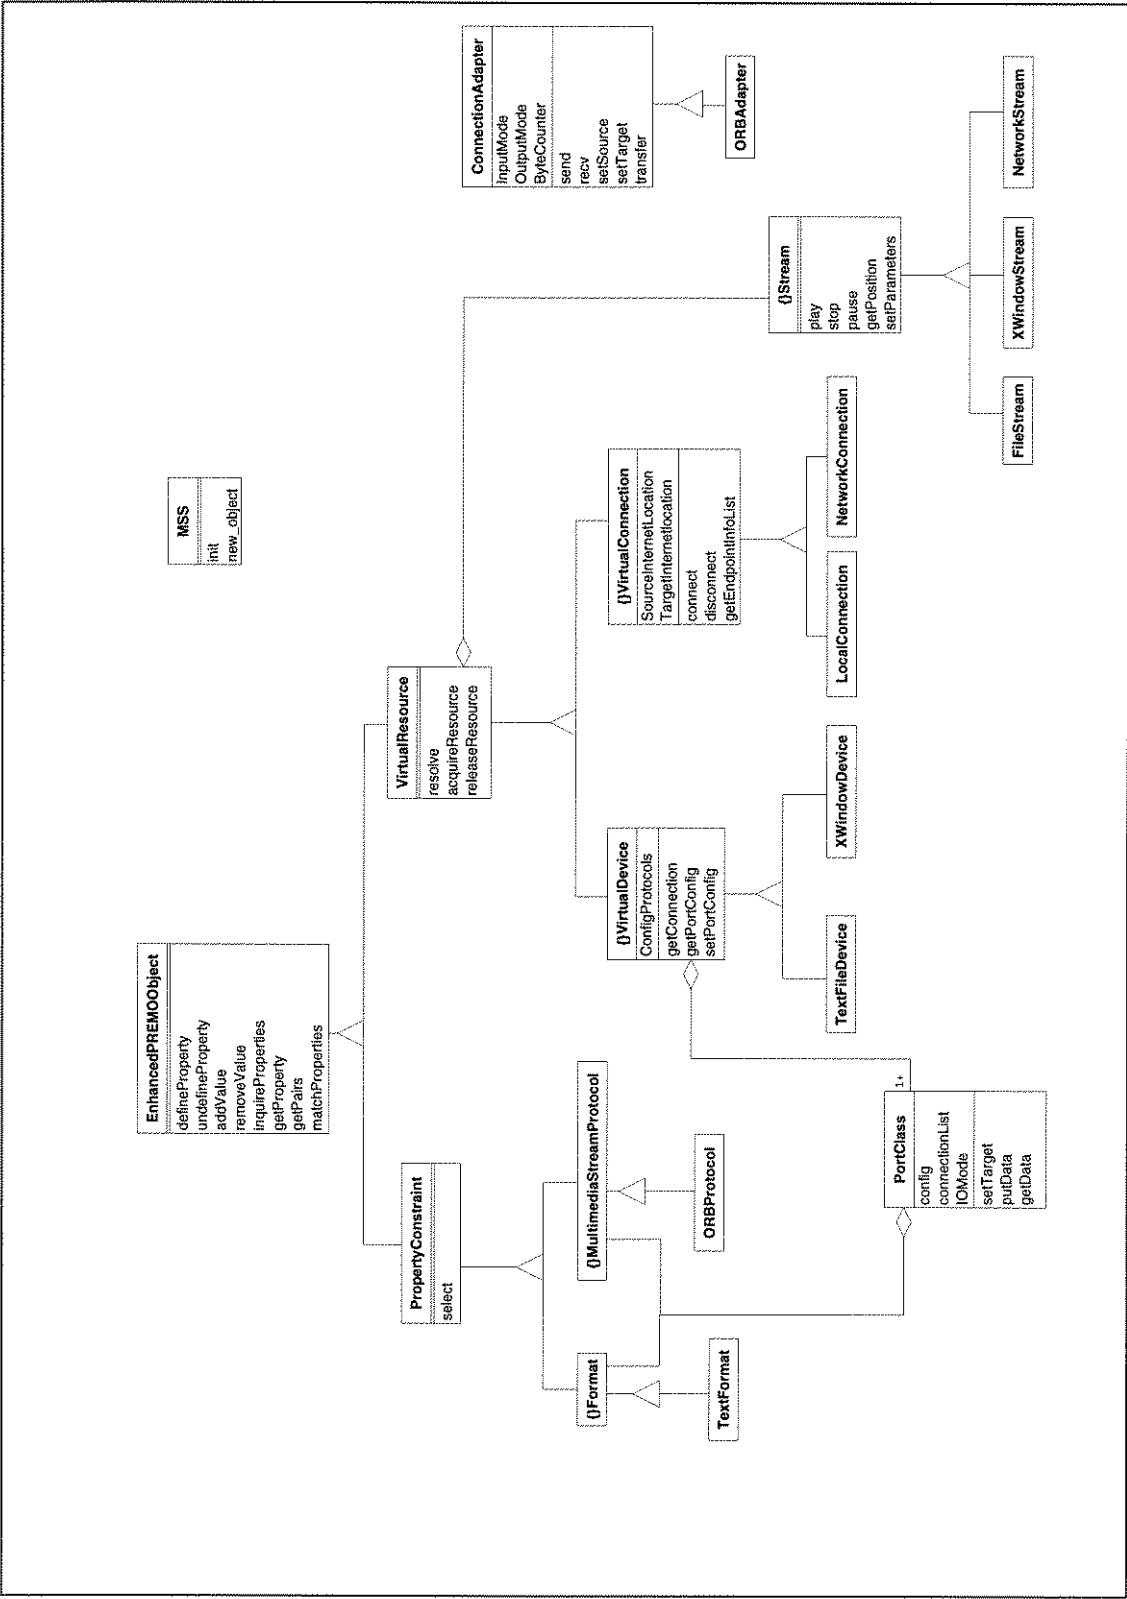 MSS
init
new_object
EnhancedPREMOObject
defineProperty
undefineProperty
addValue
removeValue
inquireProperties
getProperty
getPairs
matchProperties
PropertyConstraint
select
VirtualResource
resolve
acquireResource
releaseResource
ConnectionAdapter
InputMode
OutputMode
ByteCounter
send
recv
setSource
setTarget
transfer
ORBAdapter
{}Format
TextFormat
{}MultimediaStreamProtocol
ORBProtocol
{}VirtualDevice
ConfigProtocols
getConnection
getPortConfig
setPortConfig
{}VirtualConnection
SourceInternetLocation
TargetInternetlocation
connect
disconnect
getEndpointInfoList
{}Stream
play
stop
pause
getPosition
setParameters
TextFileDevice
XWindowDevice
LocalConnection
NetworkConnection
1+
PortClass
config
connectionList
IOMode
setTarget
putData
getData
FileStream
XWindowStream
NetworkStream